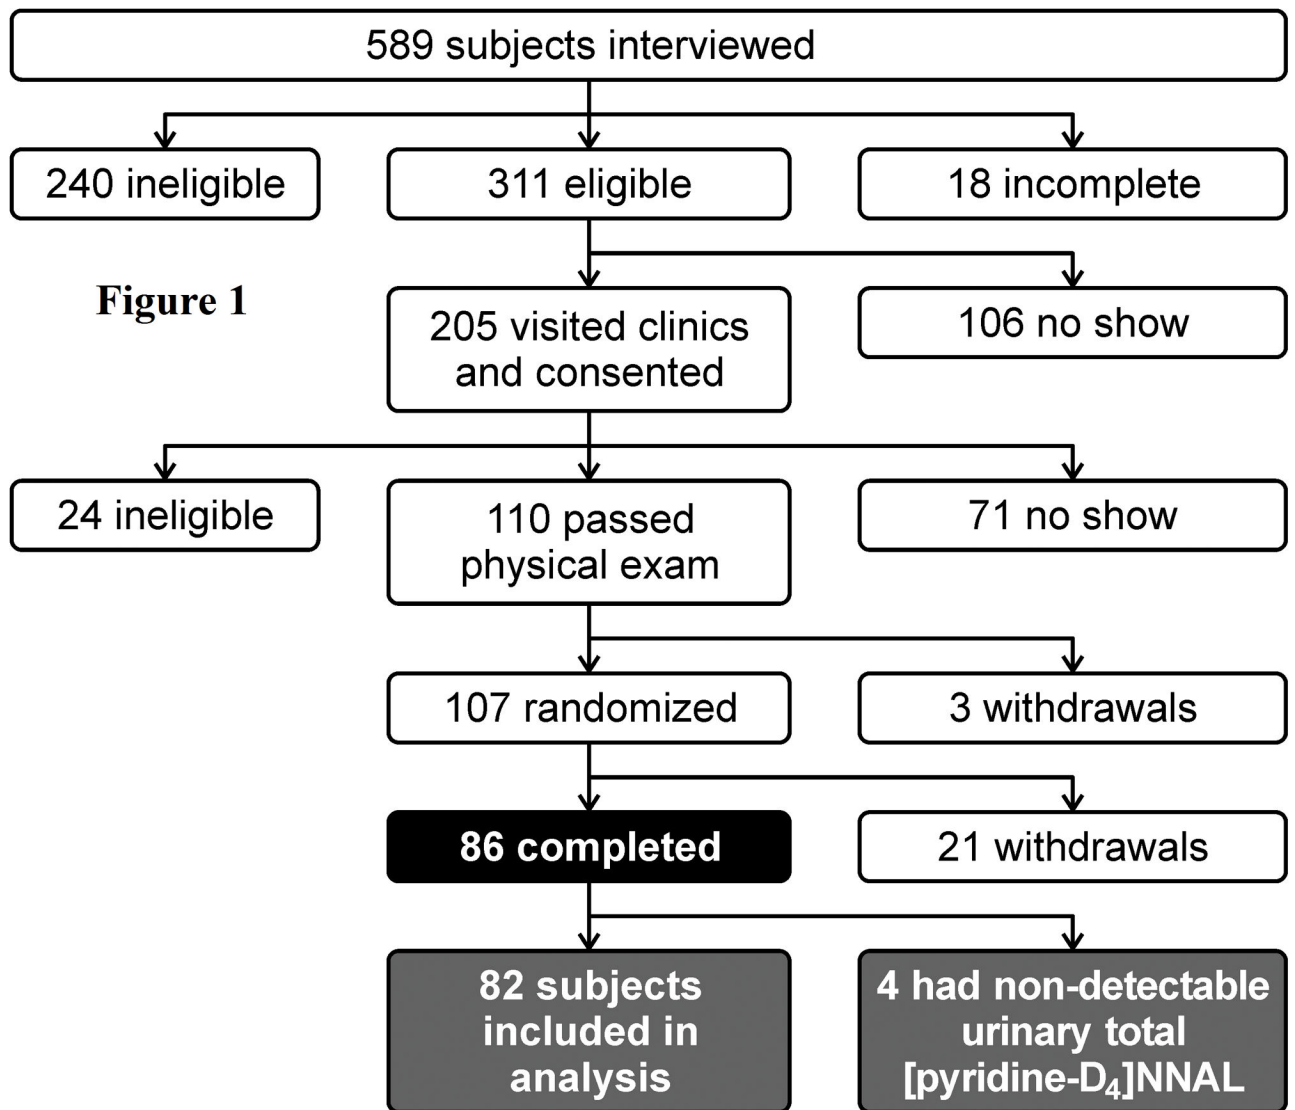 589 subjects interviewed
240 ineligible
311 eligible
18 incomplete
Figure 1
205 visited clinics
and consented
106 no show
24 ineligible
110 passed
physical exam
71 no show
107 randomized
3 withdrawals
86 completed
21 withdrawals
82 subjects
included in
analysis
4 had non-detectable
urinary total
[pyridine-D₄]NNAL